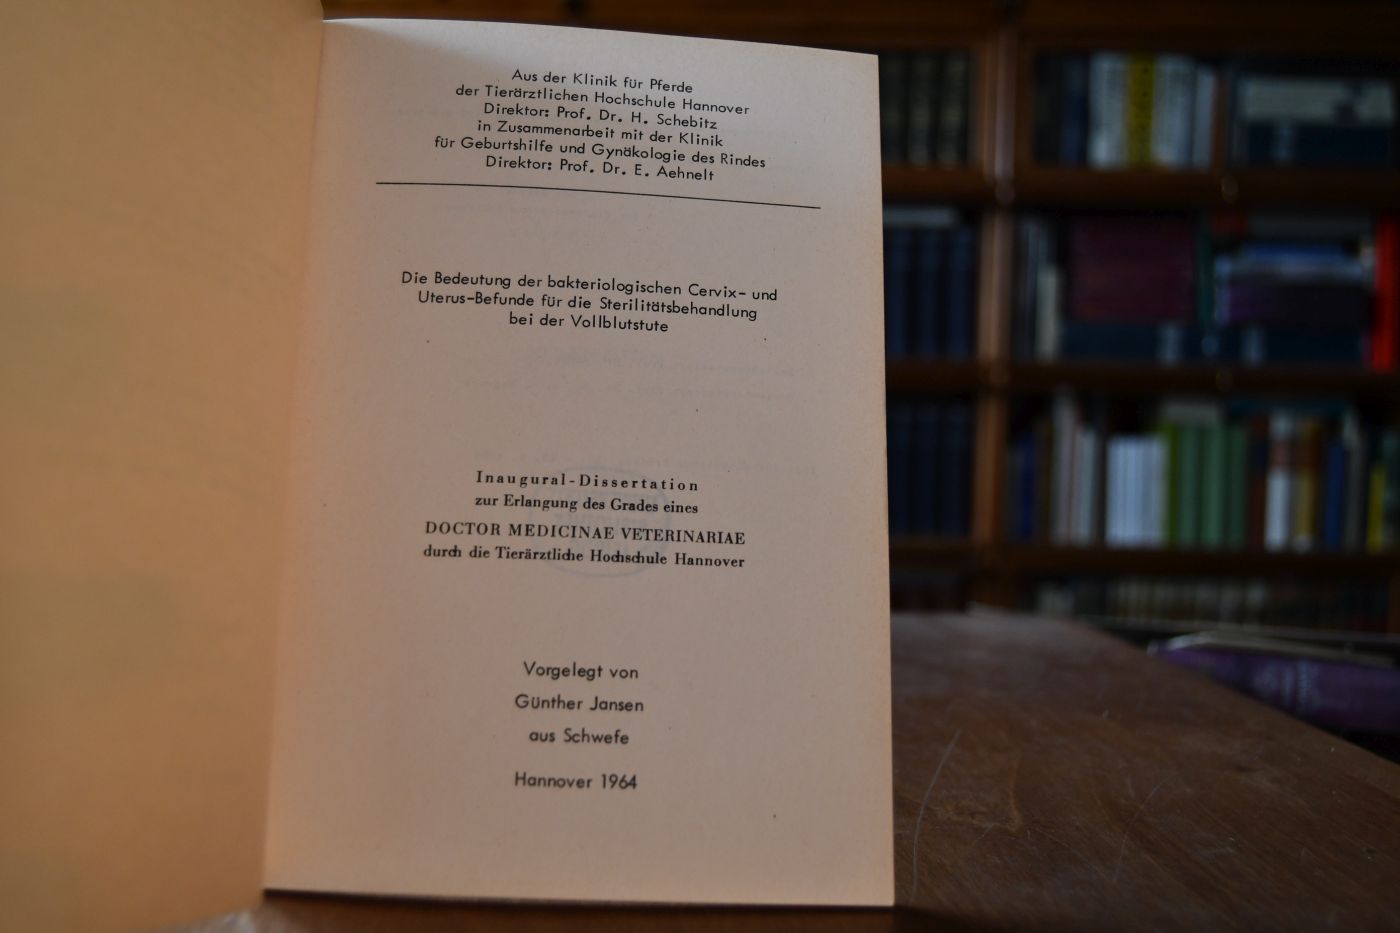 Aus der Klinik für Pferde
der Tierärztlichen Hochschule Hannover
Direktor: Prof. Dr. H. Schebitz
in Zusammenarbeit mit der Klinik
für Geburtshilfe und Gynäkologie des Rindes
Direktor: Prof. Dr. E. Aehnelt
Die Bedeutung der bakteriologischen Cervix- und
Uterus-Befunde für die Sterilitätsbehandlung
bei der Vollblutstute
Inaugural-Dissertation
zur Erlangung des Grades eines
DOCTOR MEDICINAE VETERINARIAE
durch die Tierärztliche Hochschule Hannover
Vorgelegt von
Günther Jansen
aus Schwefe
Hannover 1964